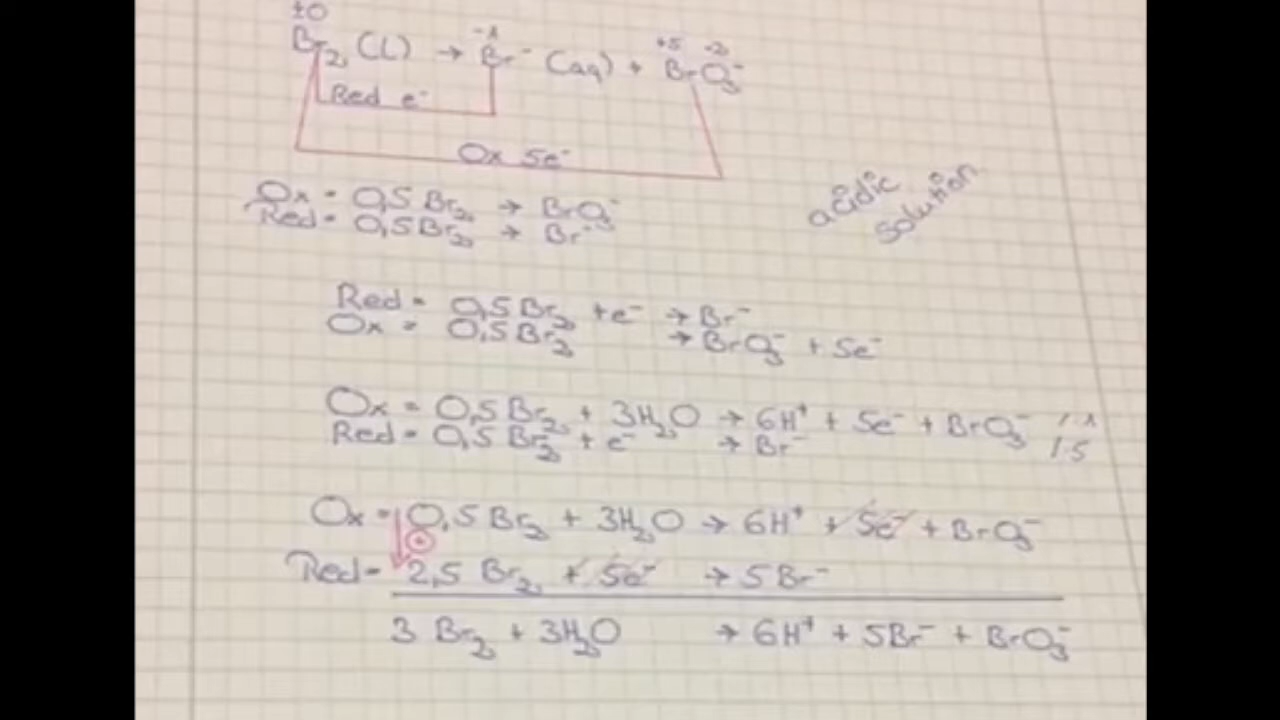 ±0 -1 +5 -2
Br₂ (l) → Br⁻ (aq) + BrO₃⁻
Red e⁻
Ox 5e⁻
acidic
solution
Ox = 0,5 Br₂ → BrO₃⁻
Red = 0,5 Br₂ → Br⁻
Red = 0,5 Br₂ + e⁻ → Br⁻
Ox = 0,5 Br₂ → BrO₃⁻ + 5e⁻
Ox = 0,5 Br₂ + 3H₂O → 6H⁺ + 5e⁻ + BrO₃⁻ /·1
Red = 0,5 Br₂ + e⁻ → Br⁻ /·5
Ox = 0,5 Br₂ + 3H₂O → 6H⁺ + 5e⁻ + BrO₃⁻
+
Red = 2,5 Br₂ + 5e⁻ → 5Br⁻
3 Br₂ + 3H₂O → 6H⁺ + 5Br⁻ + BrO₃⁻